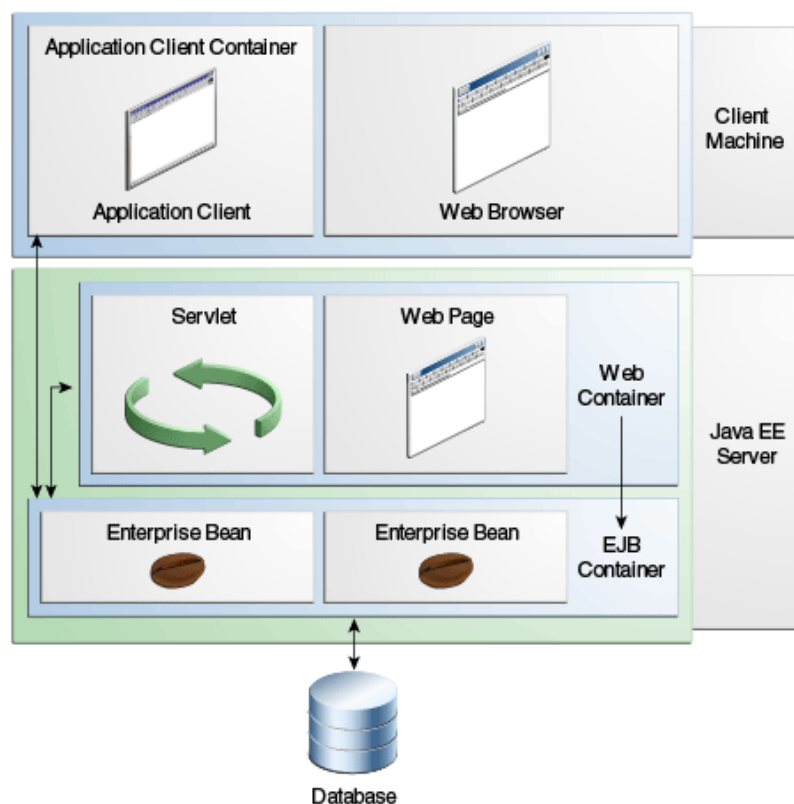 Application Client Container
Application Client
Web Browser
Client
Machine
Servlet
Web Page
Web
Container
Java EE
Server
Enterprise Bean
Enterprise Bean
EJB
Container
Database